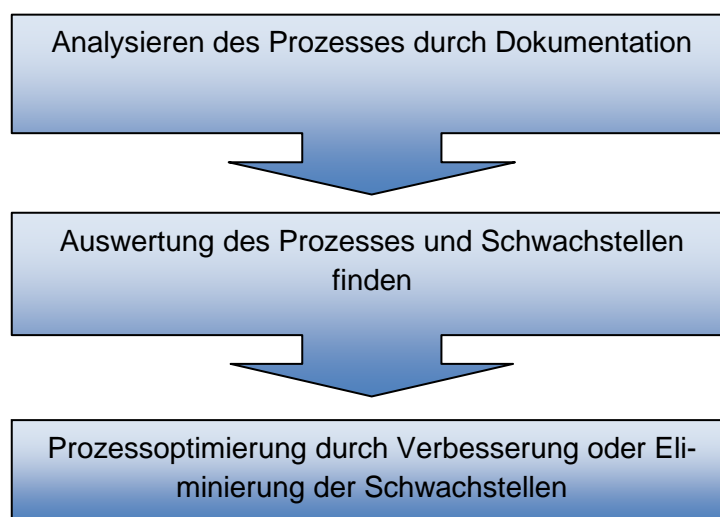 Analysieren des Prozesses durch Dokumentation
Auswertung des Prozesses und Schwachstellen
finden
Prozessoptimierung durch Verbesserung oder Eli-
minierung der Schwachstellen